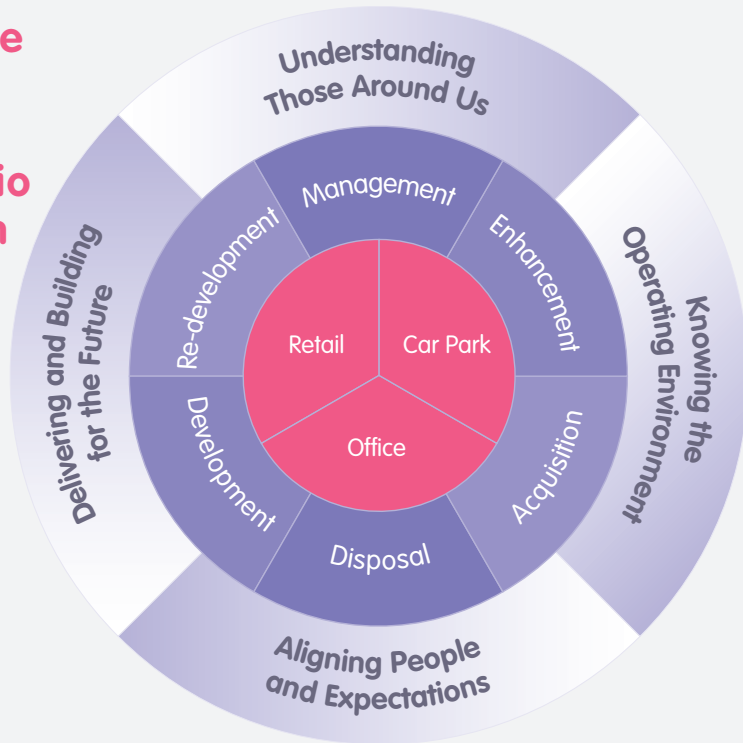 e
io
Understanding
Those Around Us
Knowing the
Operating Environment
Aligning People
and Expectations
Delivering and Building
for the Future
Management
Enhancement
Acquisition
Disposal
Development
Re-development
Retail
Car Park
Office